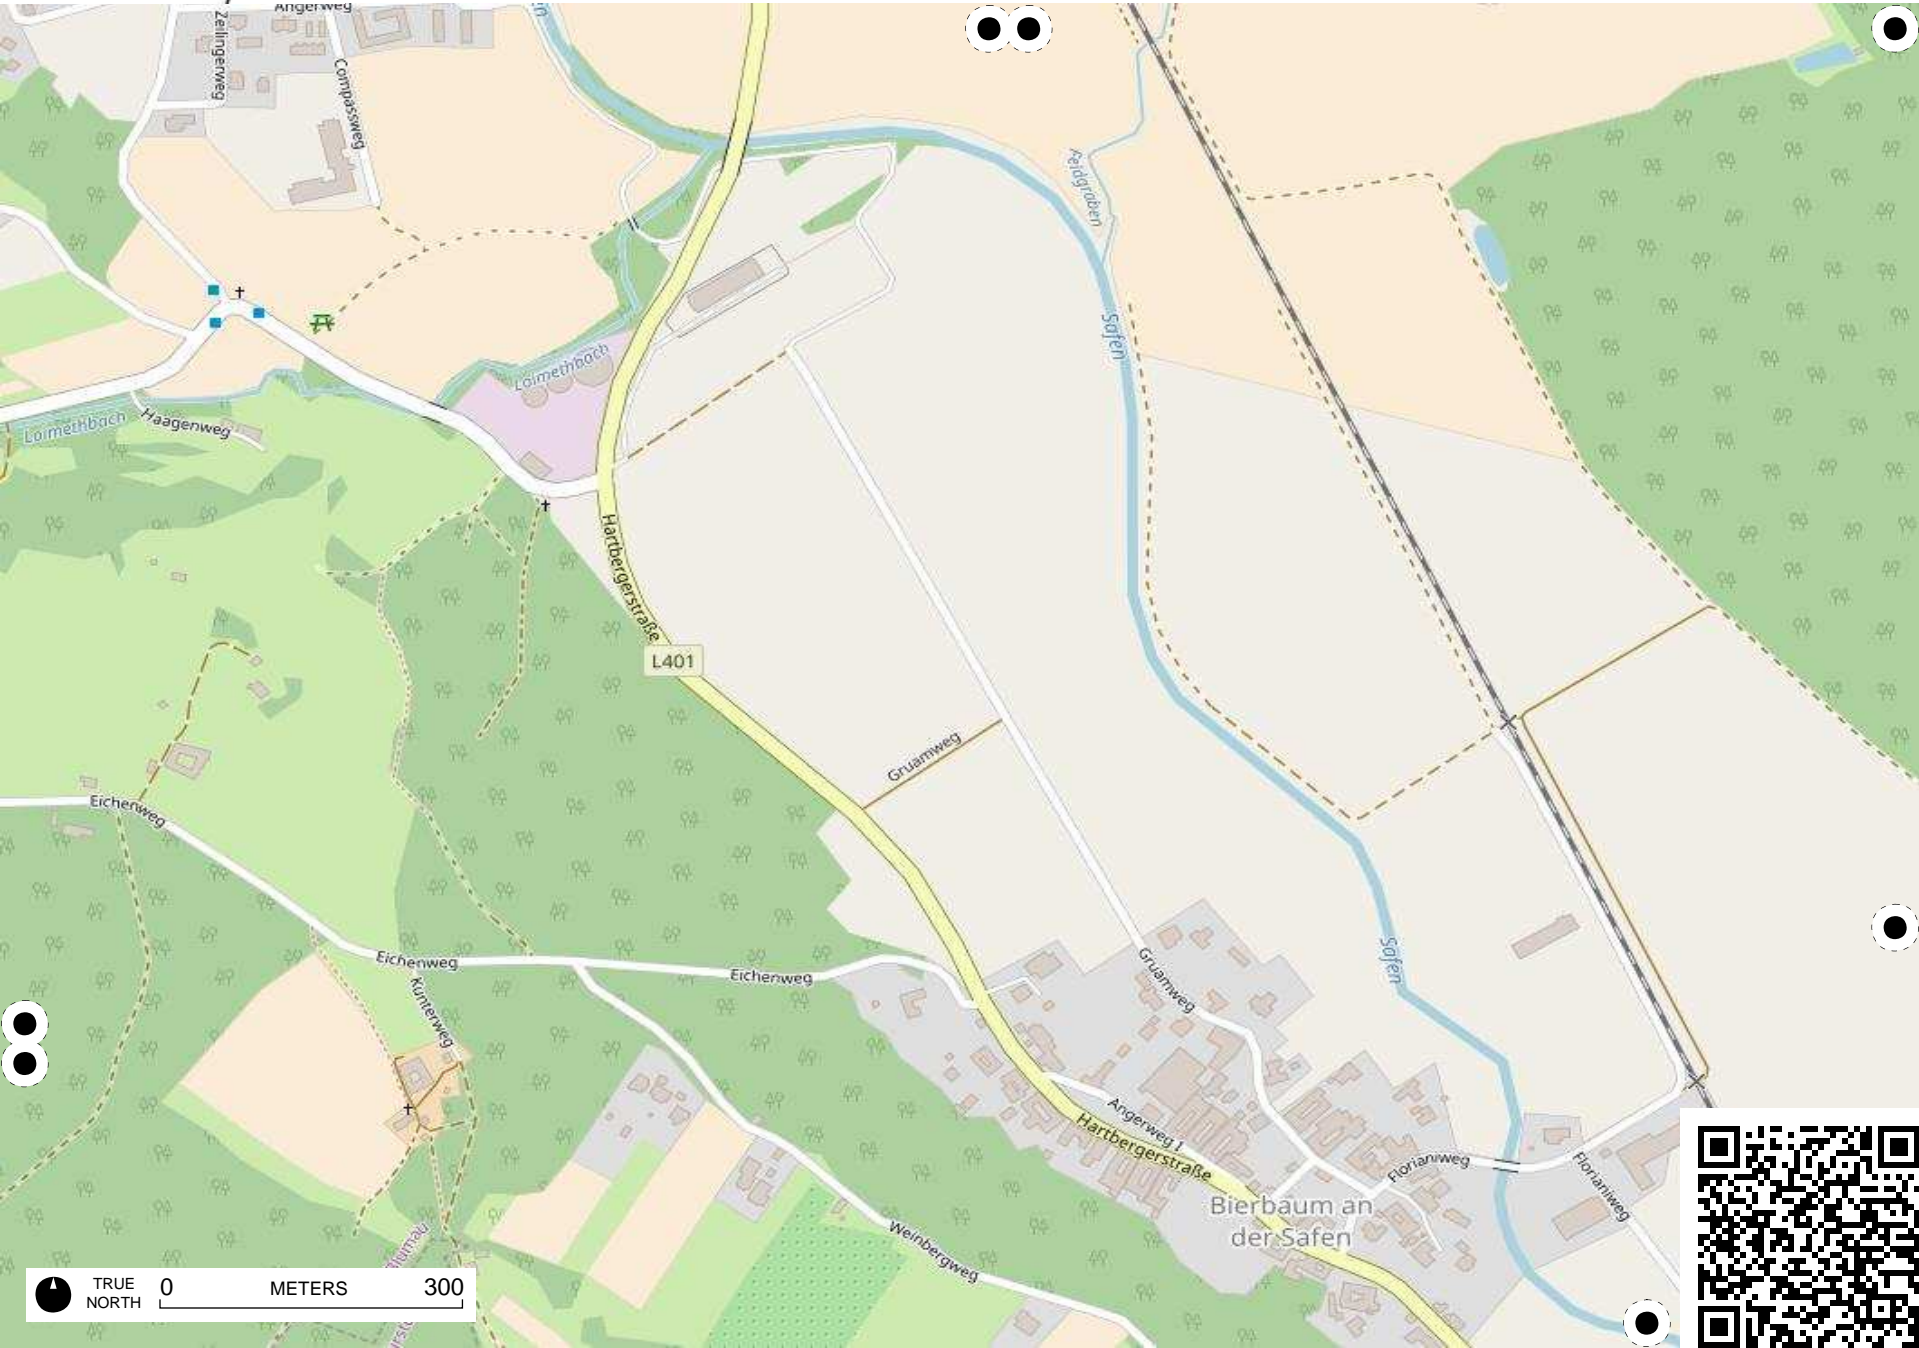 Angerweg
Zeilingerweg
Compassweg
Feldgraben
Safen
Loimethbach
Loimethbach
Haagenweg
Hartbergerstraße
L401
Gruamweg
Eichenweg
Eichenweg
Eichenweg
Safen
Gruamweg
Kunterweg
Angerweg 1
Hartbergerstraße
Florianiweg
Florianiweg
Bierbaum an
der Safen
Weinbergweg
TRUE
NORTH
0 METERS 300